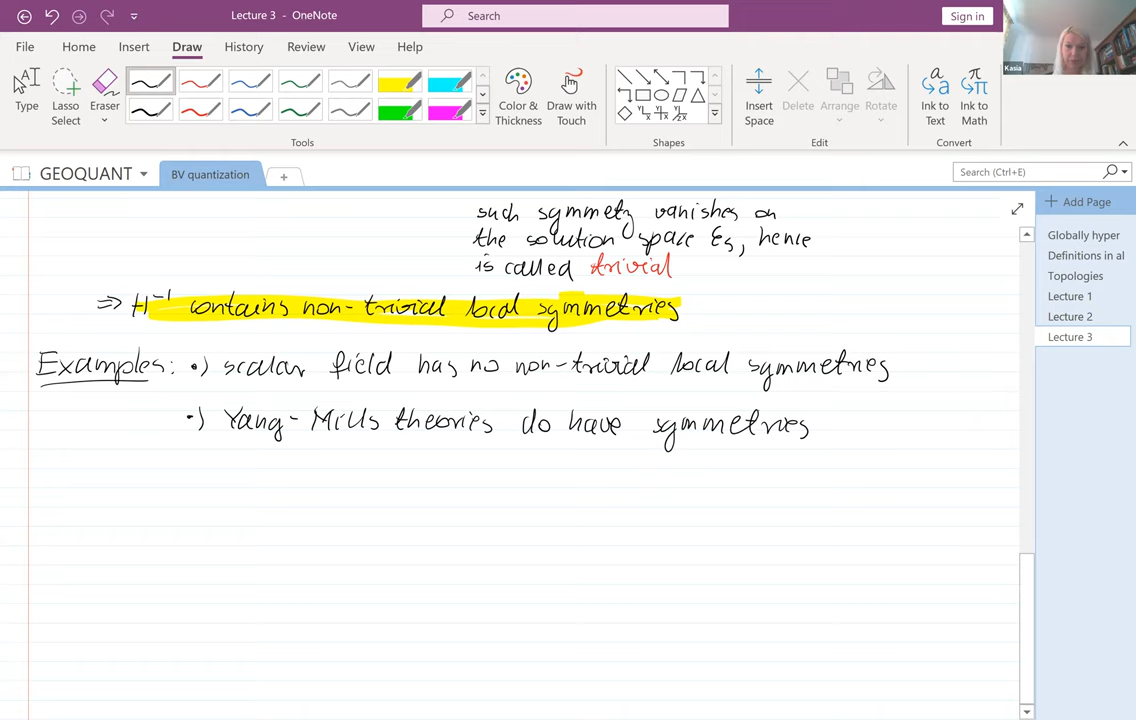 Lecture 3 - OneNote
Search
Sign in
File Home Insert Draw History Review View Help
Kasia
Type
Lasso Select
Eraser
Color & Thickness
Draw with Touch
Insert Space
Delete
Arrange
Rotate
Ink to Text
Ink to Math
Tools
Shapes
Edit
Convert
GEOQUANT
BV quantization
Search (Ctrl+E)
Add Page
Globally hyper
Definitions in al
Topologies
Lecture 1
Lecture 2
Lecture 3
such symmetry vanishes on
the solution space Es, hence
is called trivial
⇒ H⁻¹ contains non-trivial local symmetries
Examples: •) scalar field has no non-trivial local symmetries
•) Yang-Mills theories do have symmetries